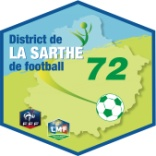 District de
LA SARTHE
de football
72
FFF
LMF